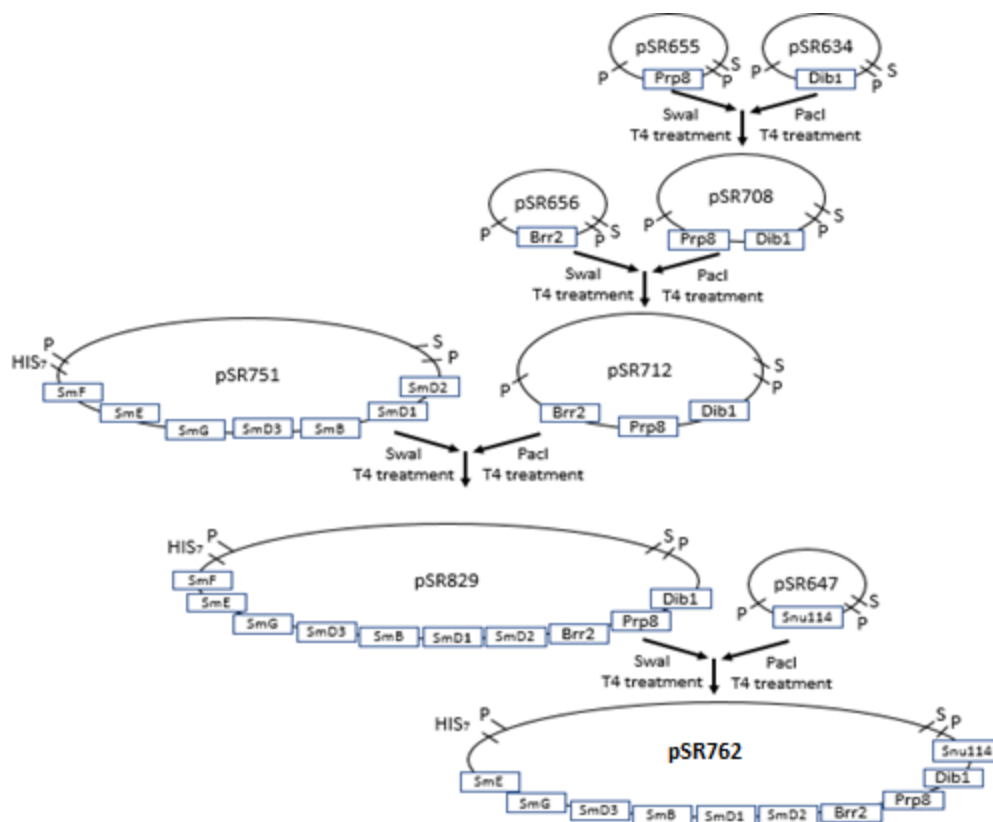 pSR655
pSR634
P
Prp8
S
P
P
Dib1
S
P
SwaI
T4 treatment
PacI
T4 treatment
pSR656
P
Brr2
S
P
pSR708
P
Prp8
Dib1
S
P
SwaI
T4 treatment
PacI
T4 treatment
pSR751
P
HIS₇
S
P
SmF
SmE
SmG
SmD3
SmB
SmD1
SmD2
pSR712
P
S
P
Brr2
Prp8
Dib1
SwaI
T4 treatment
PacI
T4 treatment
pSR829
P
HIS₇
S
P
SmF
SmE
SmG
SmD3
SmB
SmD1
SmD2
Brr2
Prp8
Dib1
pSR647
P
Snu114
S
P
SwaI
T4 treatment
PacI
T4 treatment
pSR762
P
HIS₇
S
P
SmE
SmG
SmD3
SmB
SmD1
SmD2
Brr2
Prp8
Dib1
Snu114